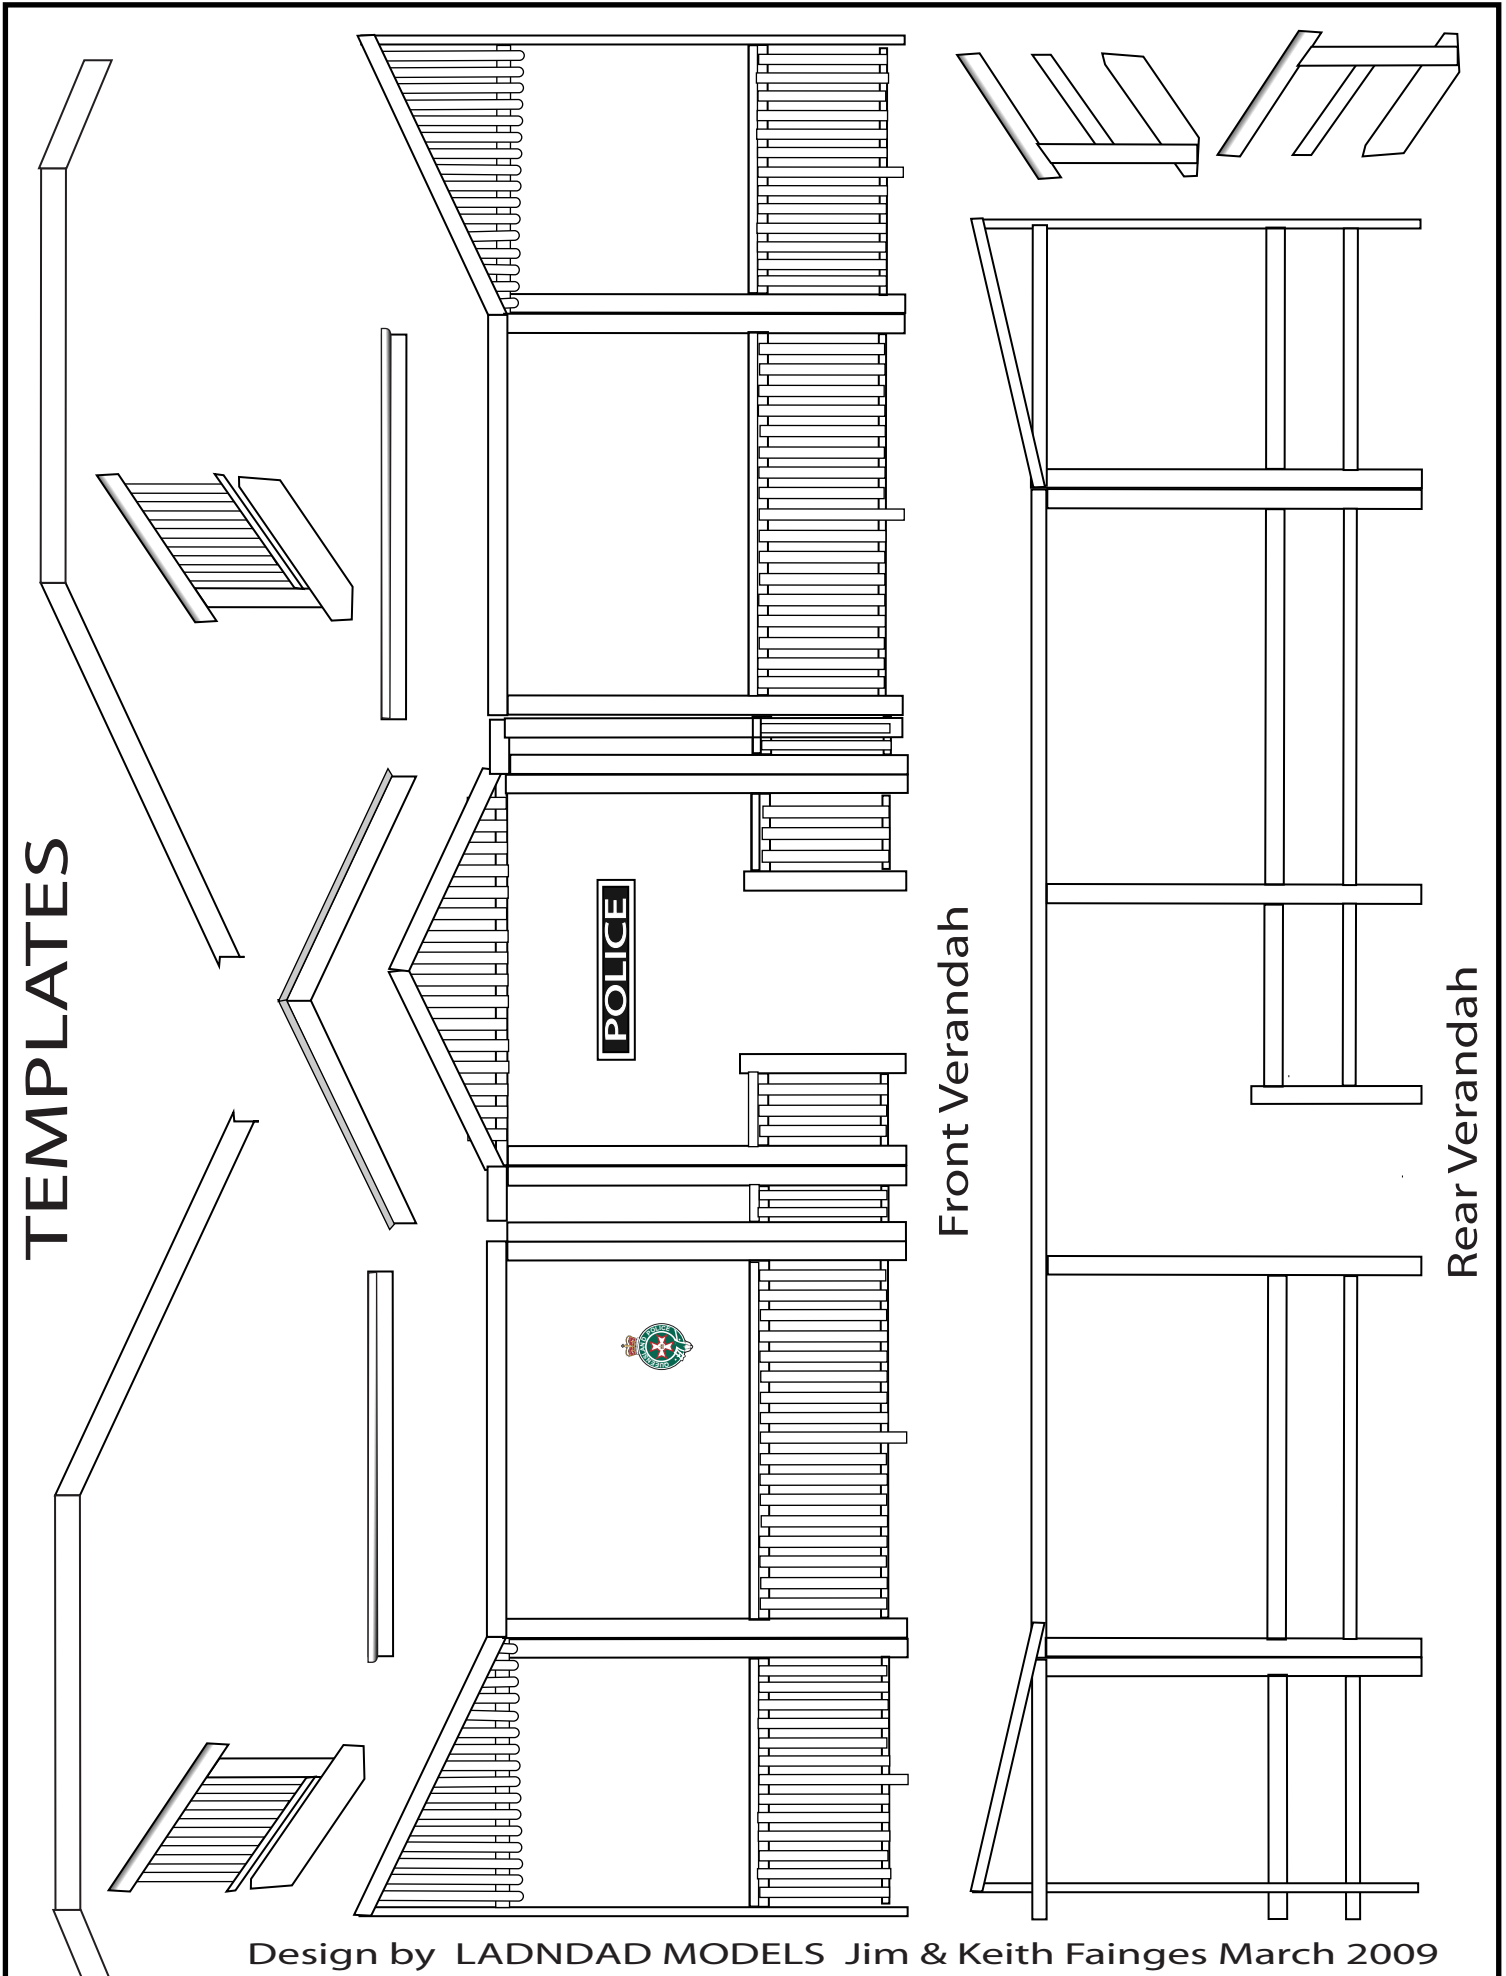 TEMPLATES
POLICE
Front Verandah
Rear Verandah
Design by LADNDAD MODELS Jim & Keith Fainges March 2009